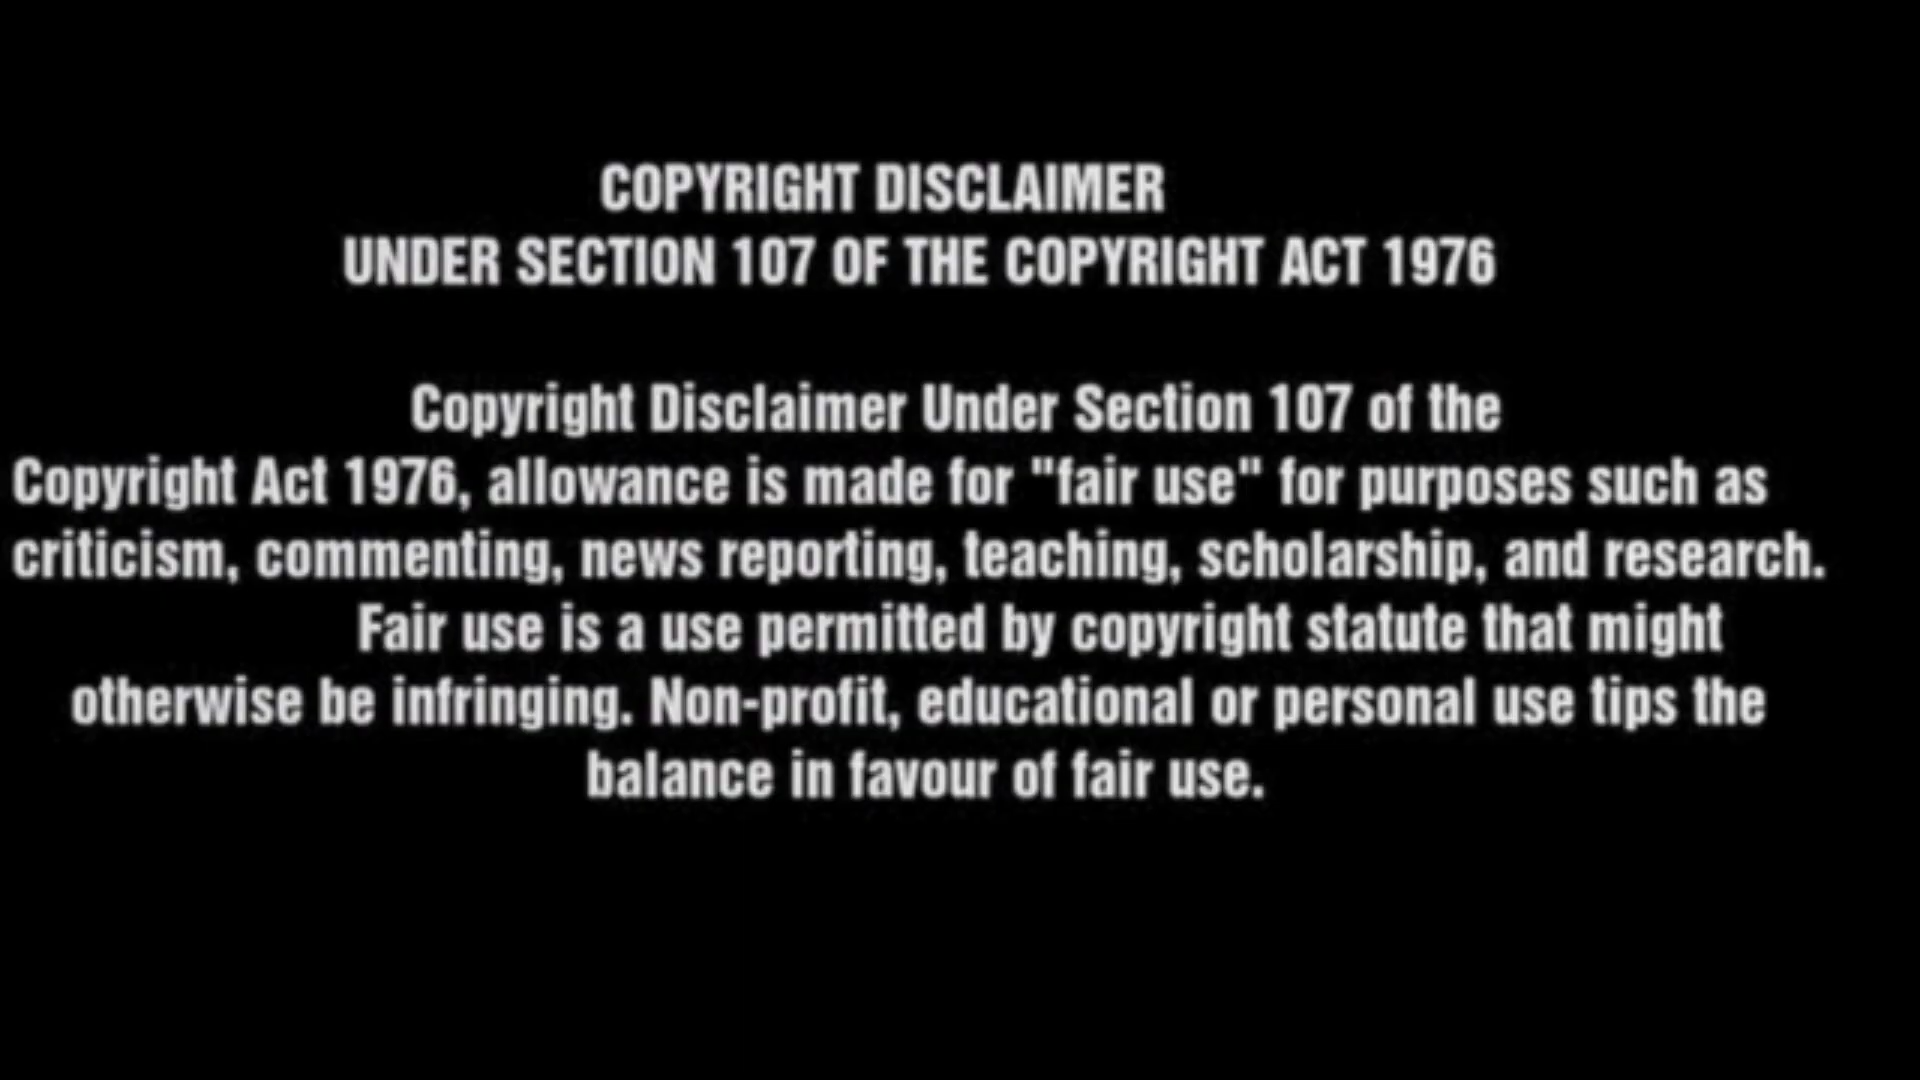 COPYRIGHT DISCLAIMER
UNDER SECTION 107 OF THE COPYRIGHT ACT 1976
Copyright Disclaimer Under Section 107 of the
Copyright Act 1976, allowance is made for "fair use" for purposes such as
criticism, commenting, news reporting, teaching, scholarship, and research.
Fair use is a use permitted by copyright statute that might
otherwise be infringing. Non-profit, educational or personal use tips the
balance in favour of fair use.